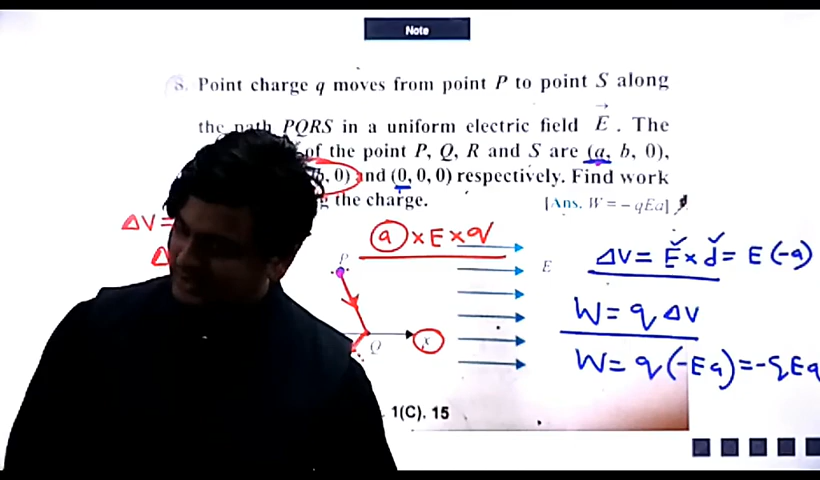 Note
8. Point charge q moves from point P to point S along
the path PQRS in a uniform electric field E⃗ . The
of the point P, Q, R and S are (a, b, 0),
b, 0) and (0, 0, 0) respectively. Find work
the charge.
[Ans. W = − qEa]
ΔV=
a × E × q
ΔV = E × d = E (-a)
Δ
P
E
W = q ΔV
Q
x
W = q (-Ea) = -qEa
1(C). 15